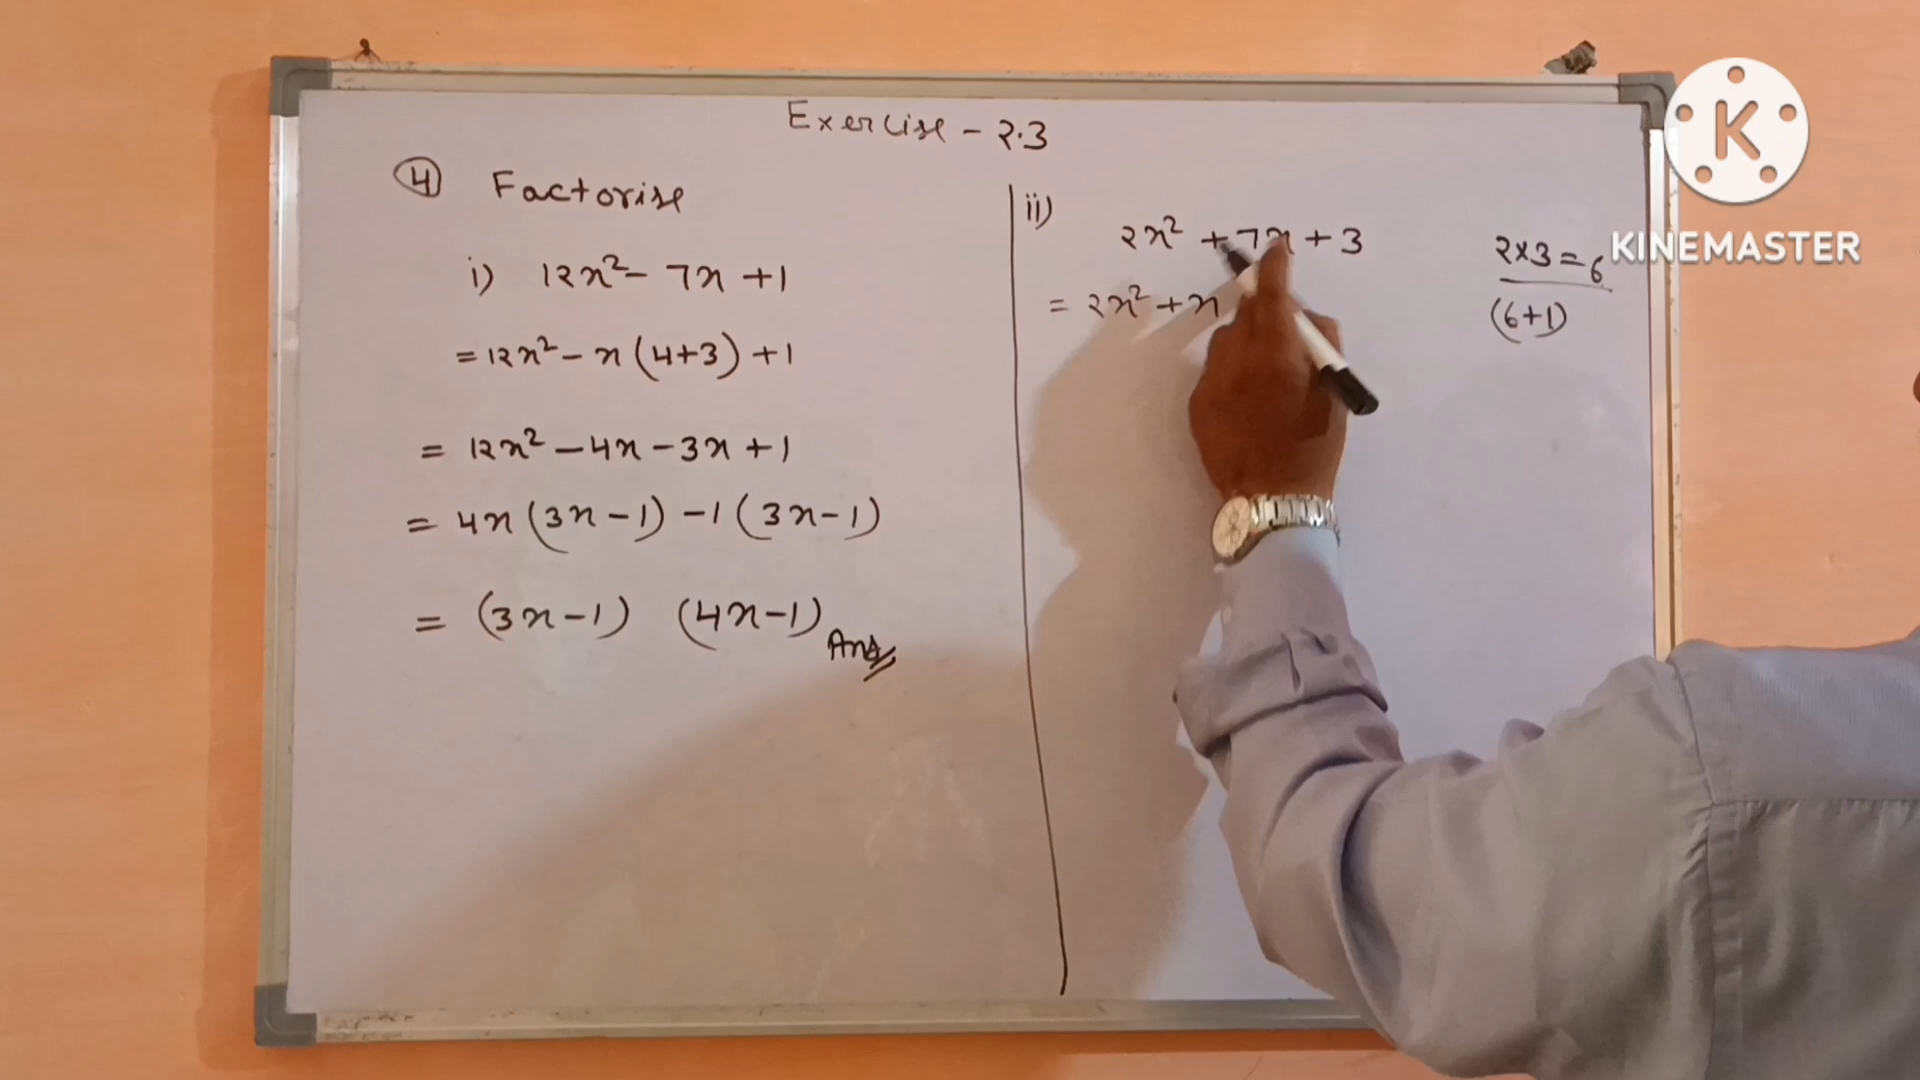 Exercise - 2.3
4 Factorise
i) 12x² - 7x + 1
= 12x² - x (4+3) + 1
= 12x² - 4x - 3x + 1
= 4x (3x - 1) - 1 (3x - 1)
= (3x - 1) (4x - 1) Ans
ii)
2x² + 7x + 3
= 2x² + x
2×3 = 6
(6+1)
K
KINEMASTER